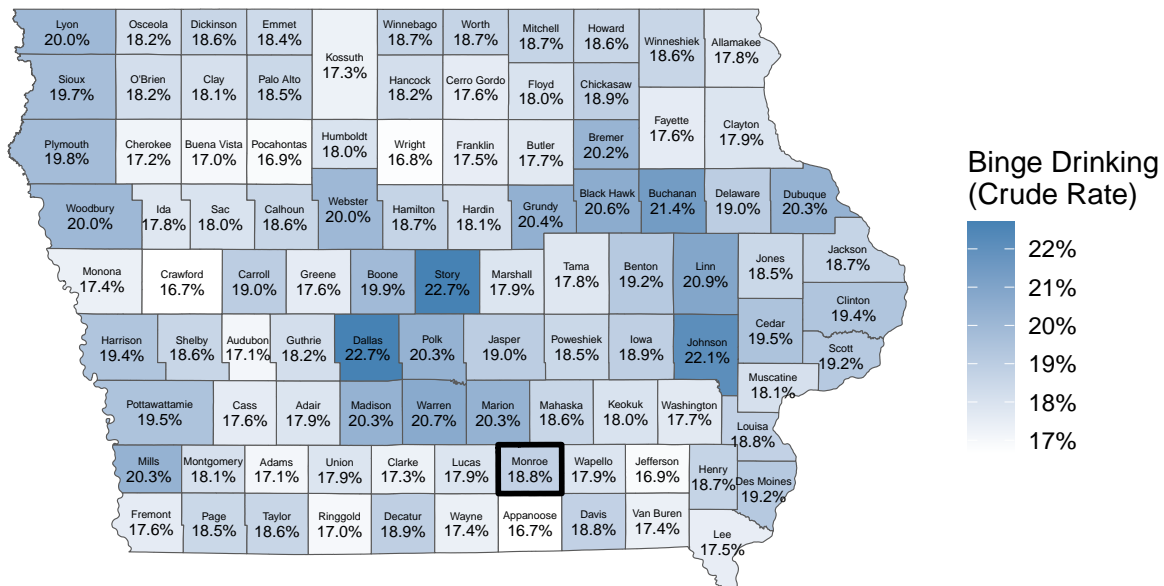 Lyon
20.0%
Osceola
18.2%
Dickinson
18.6%
Emmet
18.4%
Kossuth
17.3%
Winnebago
18.7%
Worth
18.7%
Mitchell
18.7%
Howard
18.6%
Winneshiek
18.6%
Allamakee
17.8%
Sioux
19.7%
O'Brien
18.2%
Clay
18.1%
Palo Alto
18.5%
Hancock
18.2%
Cerro Gordo
17.6%
Floyd
18.0%
Chickasaw
18.9%
Fayette
17.6%
Clayton
17.9%
Plymouth
19.8%
Cherokee
17.2%
Buena Vista
17.0%
Pocahontas
16.9%
Humboldt
18.0%
Wright
16.8%
Franklin
17.5%
Butler
17.7%
Bremer
20.2%
Woodbury
20.0%
Ida
17.8%
Sac
18.0%
Calhoun
18.6%
Webster
20.0%
Hamilton
18.7%
Hardin
18.1%
Grundy
20.4%
Black Hawk
20.6%
Buchanan
21.4%
Delaware
19.0%
Dubuque
20.3%
Monona
17.4%
Crawford
16.7%
Carroll
19.0%
Greene
17.6%
Boone
19.9%
Story
22.7%
Marshall
17.9%
Tama
17.8%
Benton
19.2%
Linn
20.9%
Jones
18.5%
Jackson
18.7%
Clinton
19.4%
Harrison
19.4%
Shelby
18.6%
Audubon
17.1%
Guthrie
18.2%
Dallas
22.7%
Polk
20.3%
Jasper
19.0%
Poweshiek
18.5%
Iowa
18.9%
Johnson
22.1%
Cedar
19.5%
Scott
19.2%
Muscatine
18.1%
Pottawattamie
19.5%
Cass
17.6%
Adair
17.9%
Madison
20.3%
Warren
20.7%
Marion
20.3%
Mahaska
18.6%
Keokuk
18.0%
Washington
17.7%
Louisa
18.8%
Mills
20.3%
Montgomery
18.1%
Adams
17.1%
Union
17.9%
Clarke
17.3%
Lucas
17.9%
Monroe
18.8%
Wapello
17.9%
Jefferson
16.9%
Henry
18.7%
Des Moines
19.2%
Fremont
17.6%
Page
18.5%
Taylor
18.6%
Ringgold
17.0%
Decatur
18.9%
Wayne
17.4%
Appanoose
16.7%
Davis
18.8%
Van Buren
17.4%
Lee
17.5%
Binge Drinking
(Crude Rate)
22%
21%
20%
19%
18%
17%